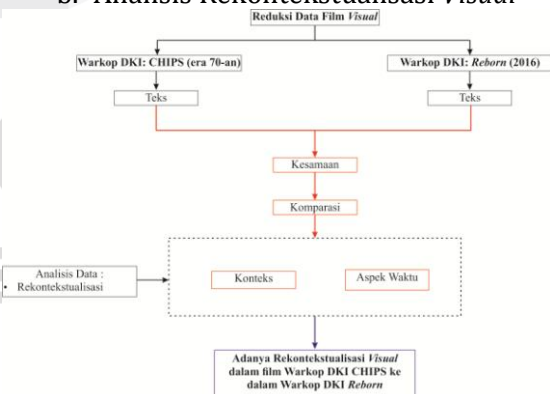 b. Analisis Rekontekstualisasi Visual
Reduksi Data Film Visual
Warkop DKI: CHIPS (era 70-an)
Warkop DKI: Reborn (2016)
Teks
Teks
Kesamaan
Komparasi
Analisis Data :
• Rekontekstualisasi
Konteks
Aspek Waktu
Adanya Rekontekstualisasi Visual
dalam film Warkop DKI CHIPS ke
dalam Warkop DKI Reborn